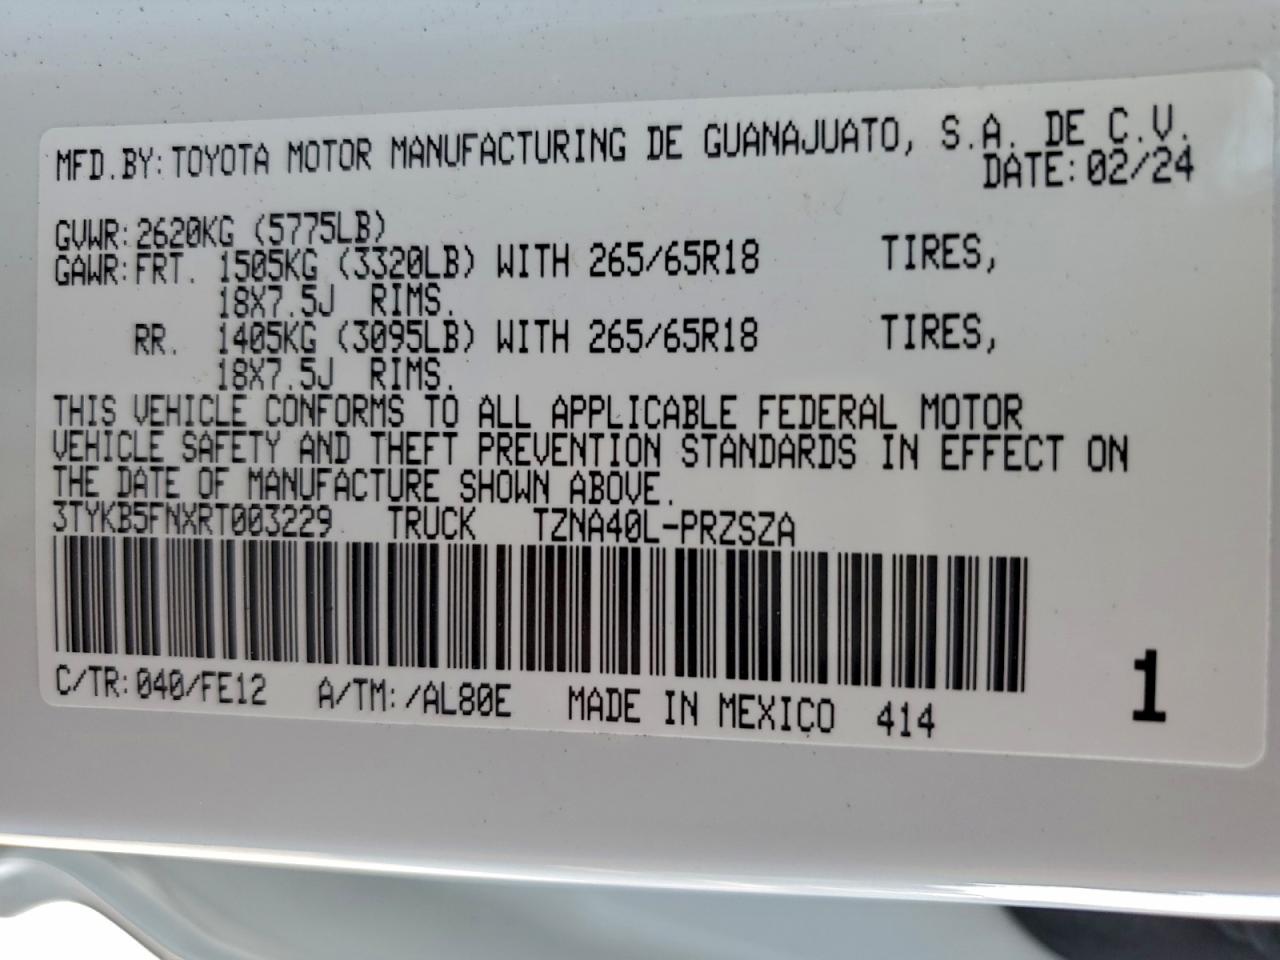 MFD.BY:TOYOTA MOTOR MANUFACTURING DE GUANAJUATO, S.A. DE C.V.
DATE:02/24
GVWR:2620KG (5775LB)
GAWR:FRT. 1505KG (3320LB) WITH 265/65R18 TIRES,
18X7.5J RIMS.
RR. 1405KG (3095LB) WITH 265/65R18 TIRES,
18X7.5J RIMS.
THIS VEHICLE CONFORMS TO ALL APPLICABLE FEDERAL MOTOR
VEHICLE SAFETY AND THEFT PREVENTION STANDARDS IN EFFECT ON
THE DATE OF MANUFACTURE SHOWN ABOVE.
3TYKB5FNXRT003229 TRUCK TZNA40L-PRZSZA
C/TR:040/FE12 A/TM:/AL80E MADE IN MEXICO 414
1